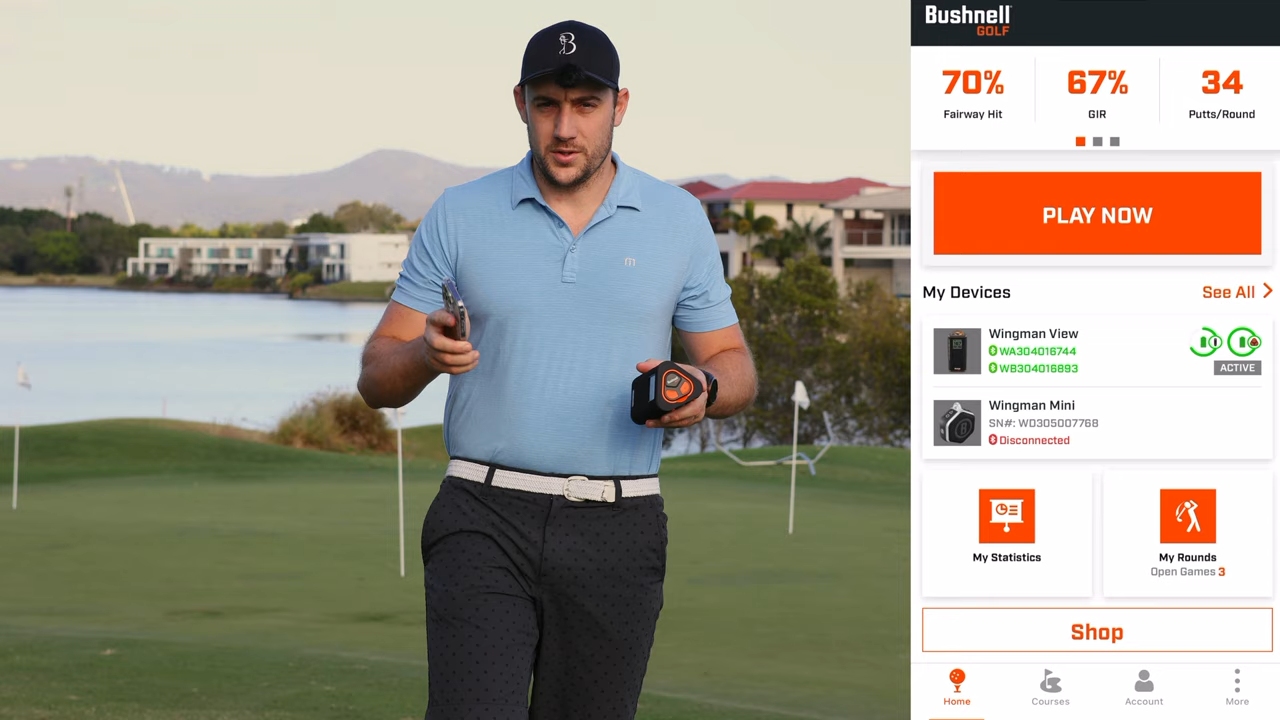 B
m
Bushnell
GOLF
70%
67%
34
Fairway Hit
GIR
Putts/Round
PLAY NOW
My Devices
See All
Wingman View
WA304016744
WB304016893
ACTIVE
Wingman Mini
SN#: WD305007768
Disconnected
My Statistics
My Rounds
Open Games 3
Shop
Home
Courses
Account
More